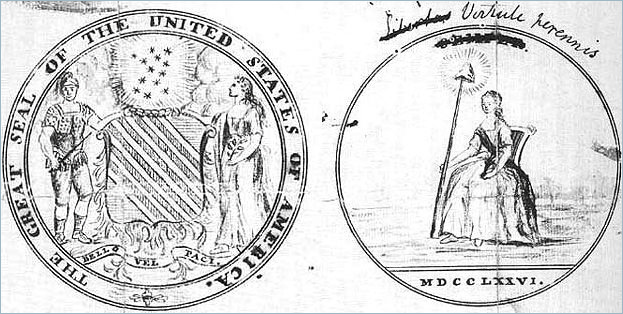 THE GREAT SEAL OF THE UNITED STATES OF AMERICA.
BELLO VEL PACI
Virtute perennis
MDCCLXXVI.